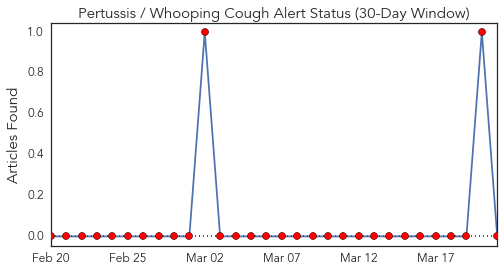 Pertussis / Whooping Cough Alert Status (30-Day Window)
Articles Found
1.0
0.8
0.6
0.4
0.2
0.0
Feb 20 Feb 25 Mar 02 Mar 07 Mar 12 Mar 17